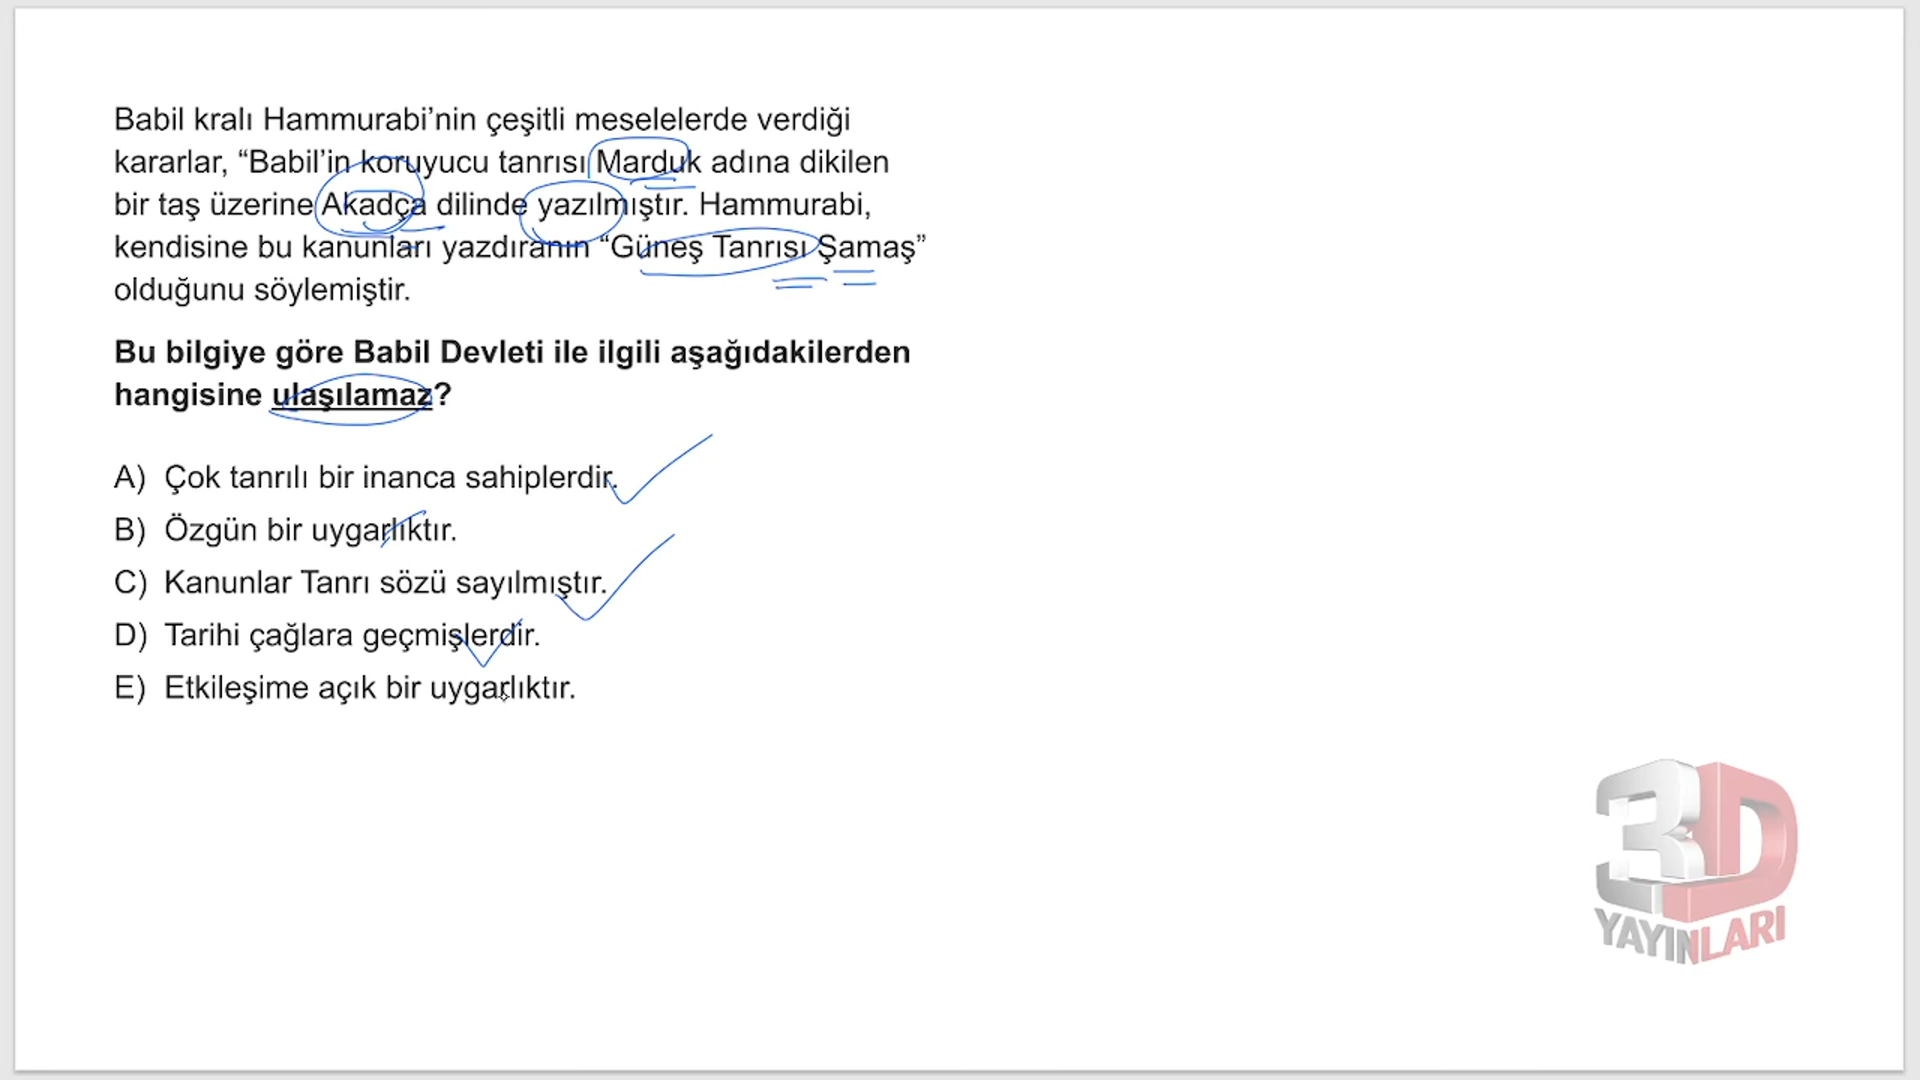 Babil kralı Hammurabi’nin çeşitli meselelerde verdiği
kararlar, “Babil’in koruyucu tanrısı Marduk adına dikilen
bir taş üzerine Akadça dilinde yazılmıştır. Hammurabi,
kendisine bu kanunları yazdıranın “Güneş Tanrısı Şamaş”
olduğunu söylemiştir.
Bu bilgiye göre Babil Devleti ile ilgili aşağıdakilerden
hangisine ulaşılamaz?
A) Çok tanrılı bir inanca sahiplerdir.
B) Özgün bir uygarlıktır.
C) Kanunlar Tanrı sözü sayılmıştır.
D) Tarihi çağlara geçmişlerdir.
E) Etkileşime açık bir uygarlıktır.
3D
YAYINLARI